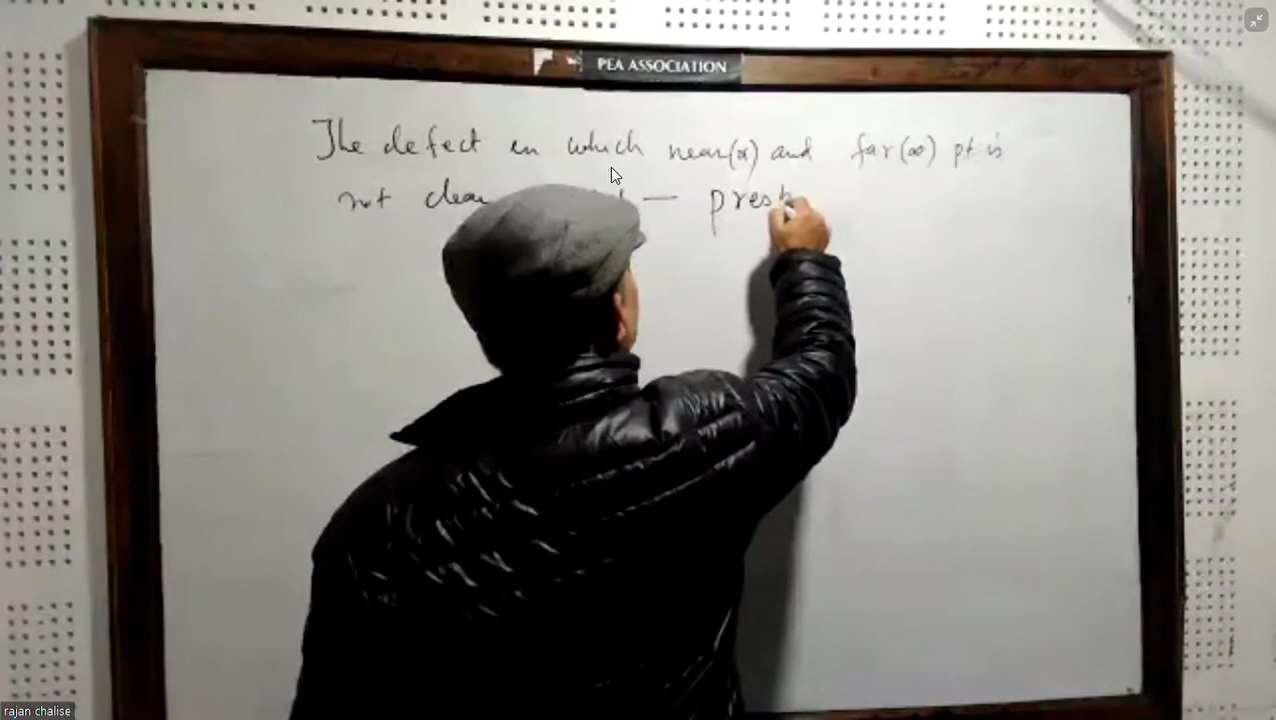 PEA ASSOCIATION
The defect in which near(x) and far(∞) pt is
not clear — presb
rajan chalise